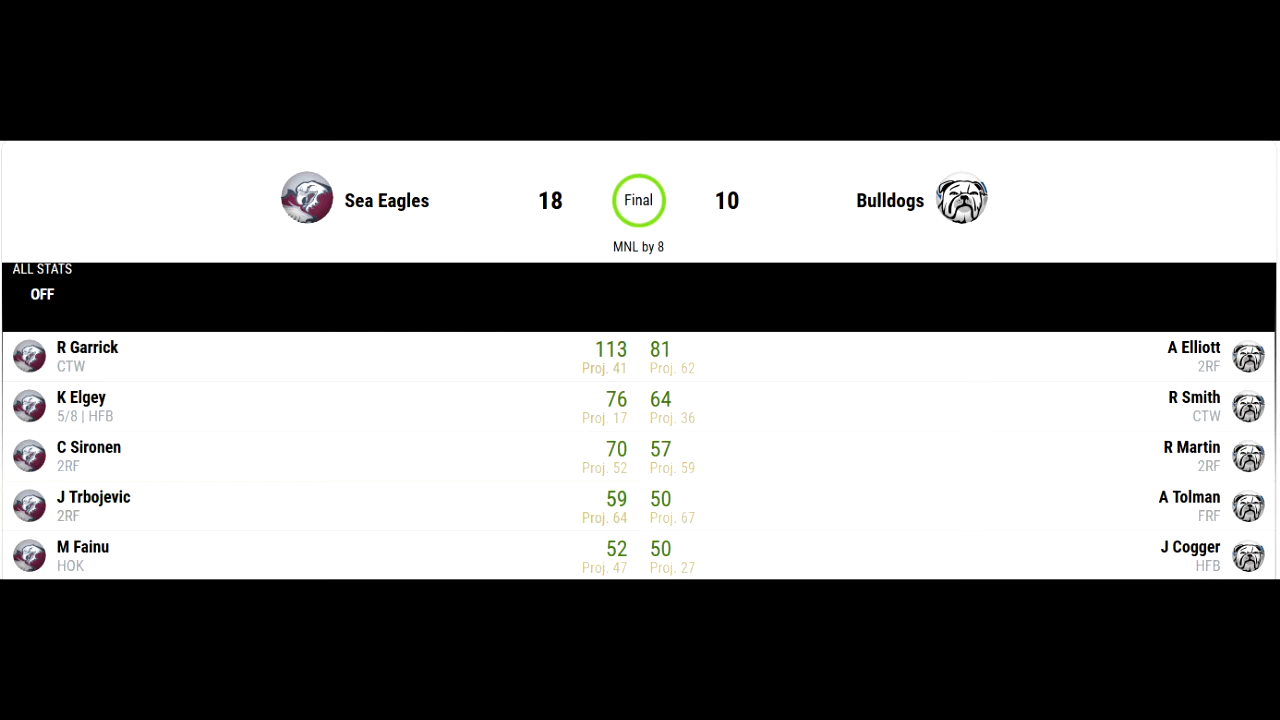 Sea Eagles 18 Final 10 Bulldogs
MNL by 8
ALL STATS
OFF
R Garrick 113 81 A Elliott
CTW Proj. 41 Proj. 62 2RF
K Elgey 76 64 R Smith
5/8 | HFB Proj. 17 Proj. 36 CTW
C Sironen 70 57 R Martin
2RF Proj. 52 Proj. 59 2RF
J Trbojevic 59 50 A Tolman
2RF Proj. 64 Proj. 67 FRF
M Fainu 52 50 J Cogger
HOK Proj. 47 Proj. 27 HFB